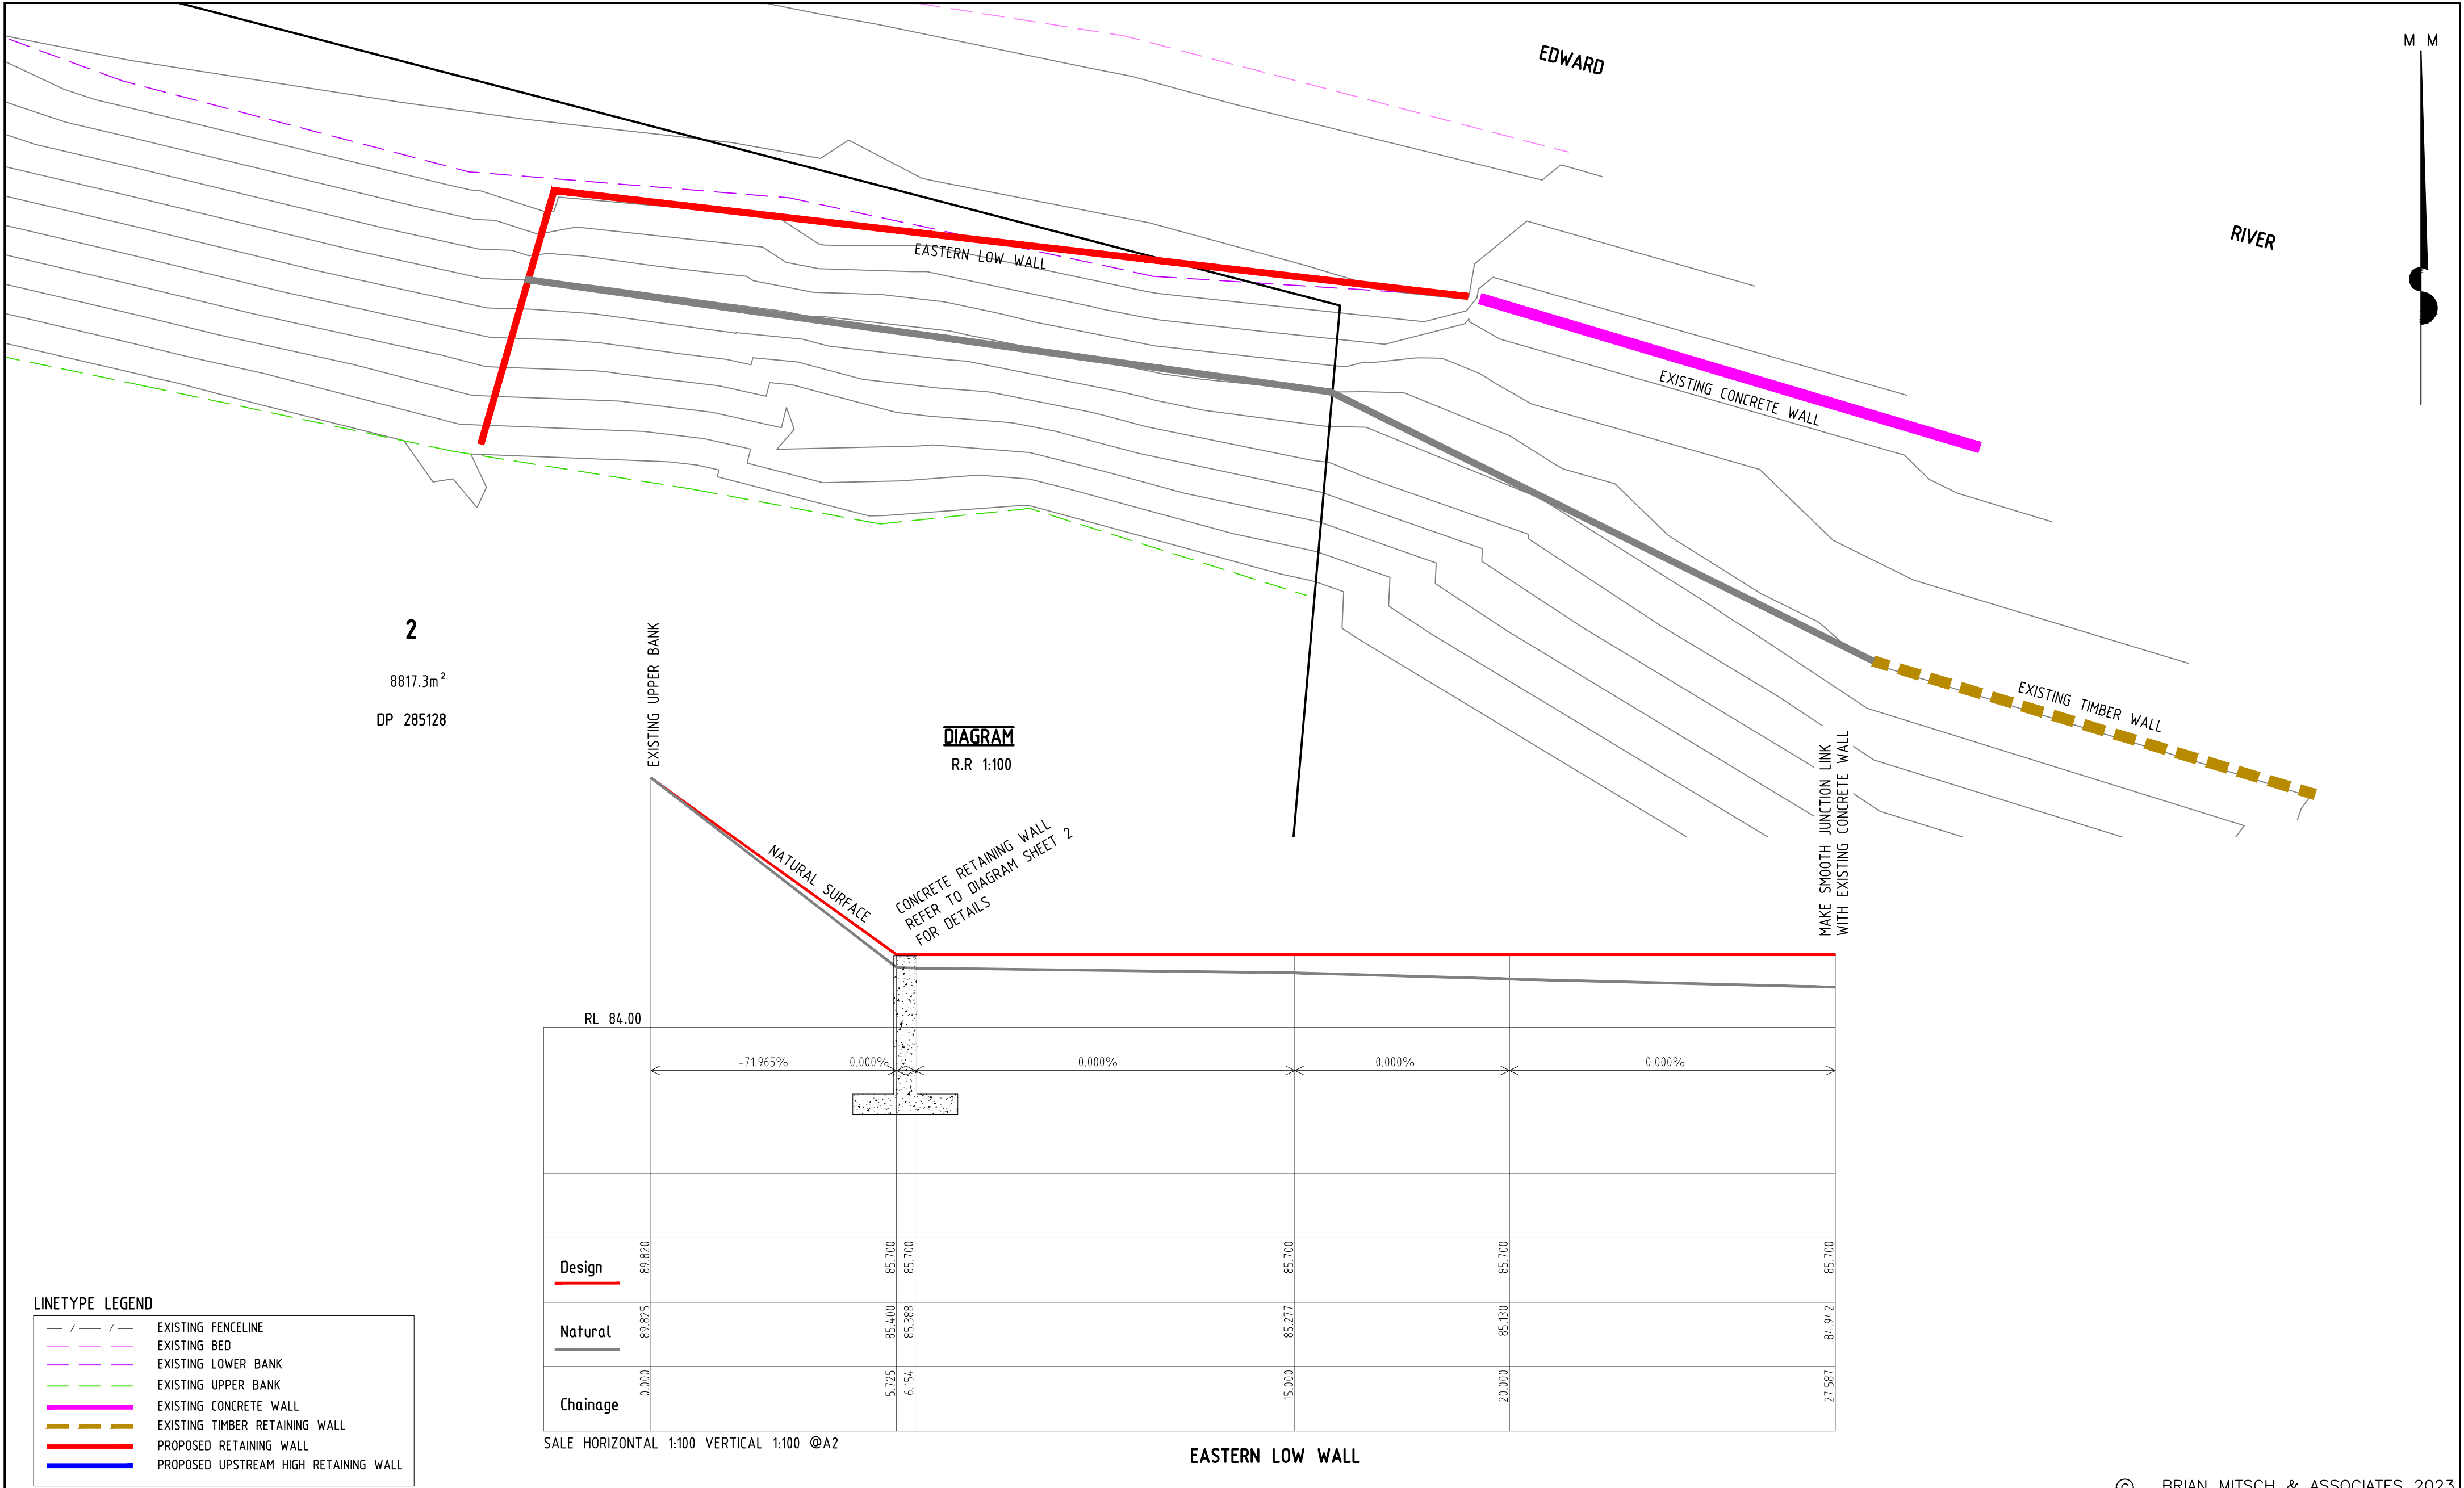 M M
EDWARD
RIVER
EASTERN LOW WALL
EXISTING CONCRETE WALL
EXISTING TIMBER WALL
2
8817.3m²
DP 285128
EXISTING UPPER BANK
DIAGRAM
R.R 1:100
NATURAL SURFACE
CONCRETE RETAINING WALL
REFER TO DIAGRAM SHEET 2
FOR DETAILS
MAKE SMOOTH JUNCTION LINK
WITH EXISTING CONCRETE WALL
RL 84.00
-71.965% 0.000% 0.000% 0.000% 0.000%
Design 89.820 85.700 85.700 85.700 85.700 85.700
Natural 89.825 85.400 85.388 85.277 85.130 84.942
Chainage 0.000 5.725 6.154 15.000 20.000 27.587
SALE HORIZONTAL 1:100 VERTICAL 1:100 @A2
EASTERN LOW WALL
LINETYPE LEGEND
EXISTING FENCELINE
EXISTING BED
EXISTING LOWER BANK
EXISTING UPPER BANK
EXISTING CONCRETE WALL
EXISTING TIMBER RETAINING WALL
PROPOSED RETAINING WALL
PROPOSED UPSTREAM HIGH RETAINING WALL
© BRIAN MITSCH & ASSOCIATES 2023